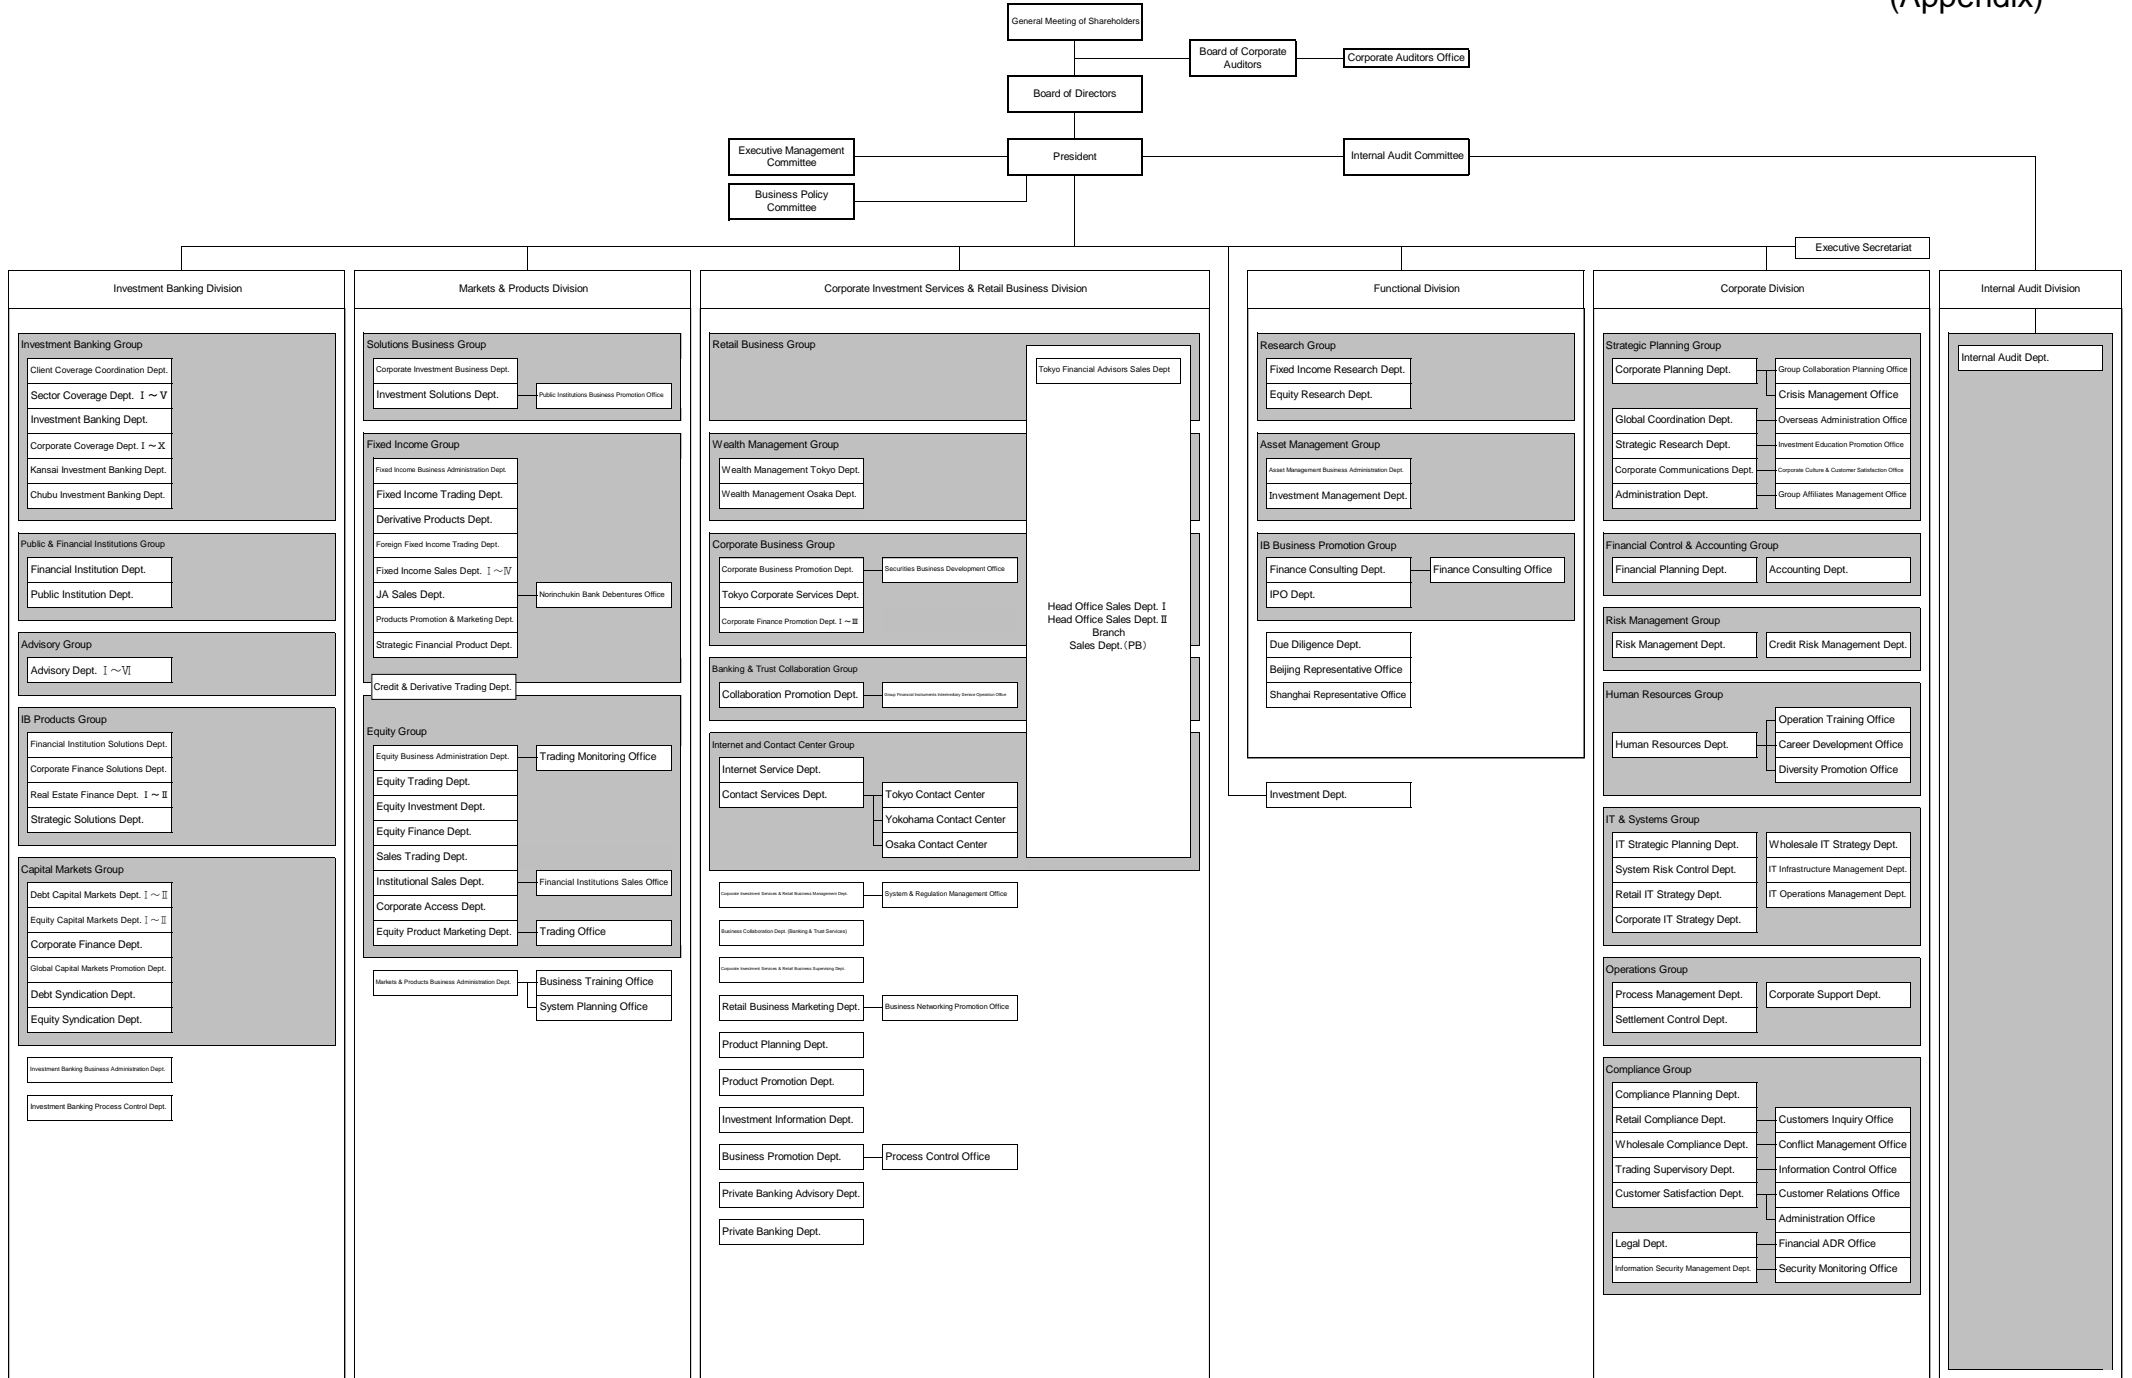 (Appendix)
General Meeting of Shareholders
Board of Corporate
Auditors
Corporate Auditors Office
Board of Directors
Executive Management
Committee
President
Internal Audit Committee
Business Policy
Committee
Executive Secretariat
Investment Banking Division
Markets & Products Division
Corporate Investment Services & Retail Business Division
Functional Division
Corporate Division
Internal Audit Division
Investment Banking Group
Client Coverage Coordination Dept.
Sector Coverage Dept. Ⅰ～Ⅴ
Investment Banking Dept.
Corporate Coverage Dept. Ⅰ～Ⅹ
Kansai Investment Banking Dept.
Chubu Investment Banking Dept.
Public & Financial Institutions Group
Financial Institution Dept.
Public Institution Dept.
Advisory Group
Advisory Dept. Ⅰ～Ⅵ
IB Products Group
Financial Institution Solutions Dept.
Corporate Finance Solutions Dept.
Real Estate Finance Dept. Ⅰ～Ⅱ
Strategic Solutions Dept.
Capital Markets Group
Debt Capital Markets Dept. Ⅰ～Ⅱ
Equity Capital Markets Dept. Ⅰ～Ⅱ
Corporate Finance Dept.
Global Capital Markets Promotion Dept.
Debt Syndication Dept.
Equity Syndication Dept.
Investment Banking Business Administration Dept.
Investment Banking Process Control Dept.
Solutions Business Group
Corporate Investment Business Dept.
Investment Solutions Dept.
Public Institutions Business Promotion Office
Fixed Income Group
Fixed Income Business Administration Dept.
Fixed Income Trading Dept.
Derivative Products Dept.
Foreign Fixed Income Trading Dept.
Fixed Income Sales Dept. Ⅰ～Ⅳ
JA Sales Dept.
Norinchukin Bank Debentures Office
Products Promotion & Marketing Dept.
Strategic Financial Product Dept.
Credit & Derivative Trading Dept.
Equity Group
Equity Business Administration Dept.
Trading Monitoring Office
Equity Trading Dept.
Equity Investment Dept.
Equity Finance Dept.
Sales Trading Dept.
Institutional Sales Dept.
Financial Institutions Sales Office
Corporate Access Dept.
Equity Product Marketing Dept.
Trading Office
Markets & Products Business Administration Dept.
Business Training Office
System Planning Office
Retail Business Group
Tokyo Financial Advisors Sales Dept
Wealth Management Group
Wealth Management Tokyo Dept.
Wealth Management Osaka Dept.
Corporate Business Group
Corporate Business Promotion Dept.
Securities Business Development Office
Tokyo Corporate Services Dept.
Corporate Finance Promotion Dept. Ⅰ～Ⅲ
Head Office Sales Dept. Ⅰ
Head Office Sales Dept. Ⅱ
Branch
Sales Dept.（PB）
Banking & Trust Collaboration Group
Collaboration Promotion Dept.
Group Financial Instruments Intermediary Service Operation Office
Internet and Contact Center Group
Internet Service Dept.
Contact Services Dept.
Tokyo Contact Center
Yokohama Contact Center
Osaka Contact Center
Corporate Investment Services & Retail Business Management Dept.
System & Regulation Management Office
Business Collaboration Dept. (Banking & Trust Services)
Corporate Investment Services & Retail Business Supervising Dept.
Retail Business Marketing Dept.
Business Networking Promotion Office
Product Planning Dept.
Product Promotion Dept.
Investment Information Dept.
Business Promotion Dept.
Process Control Office
Private Banking Advisory Dept.
Private Banking Dept.
Research Group
Fixed Income Research Dept.
Equity Research Dept.
Asset Management Group
Asset Management Business Administration Dept.
Investment Management Dept.
IB Business Promotion Group
Finance Consulting Dept.
Finance Consulting Office
IPO Dept.
Due Diligence Dept.
Beijing Representative Office
Shanghai Representative Office
Investment Dept.
Strategic Planning Group
Corporate Planning Dept.
Group Collaboration Planning Office
Crisis Management Office
Global Coordination Dept.
Overseas Administration Office
Strategic Research Dept.
Investment Education Promotion Office
Corporate Communications Dept.
Corporate Culture & Customer Satisfaction Office
Administration Dept.
Group Affiliates Management Office
Financial Control & Accounting Group
Financial Planning Dept.
Accounting Dept.
Risk Management Group
Risk Management Dept.
Credit Risk Management Dept.
Human Resources Group
Operation Training Office
Human Resources Dept.
Career Development Office
Diversity Promotion Office
IT & Systems Group
IT Strategic Planning Dept.
Wholesale IT Strategy Dept.
System Risk Control Dept.
IT Infrastructure Management Dept.
Retail IT Strategy Dept.
IT Operations Management Dept.
Corporate IT Strategy Dept.
Operations Group
Process Management Dept.
Corporate Support Dept.
Settlement Control Dept.
Compliance Group
Compliance Planning Dept.
Retail Compliance Dept.
Customers Inquiry Office
Wholesale Compliance Dept.
Conflict Management Office
Trading Supervisory Dept.
Information Control Office
Customer Satisfaction Dept.
Customer Relations Office
Administration Office
Legal Dept.
Financial ADR Office
Information Security Management Dept.
Security Monitoring Office
Internal Audit Dept.